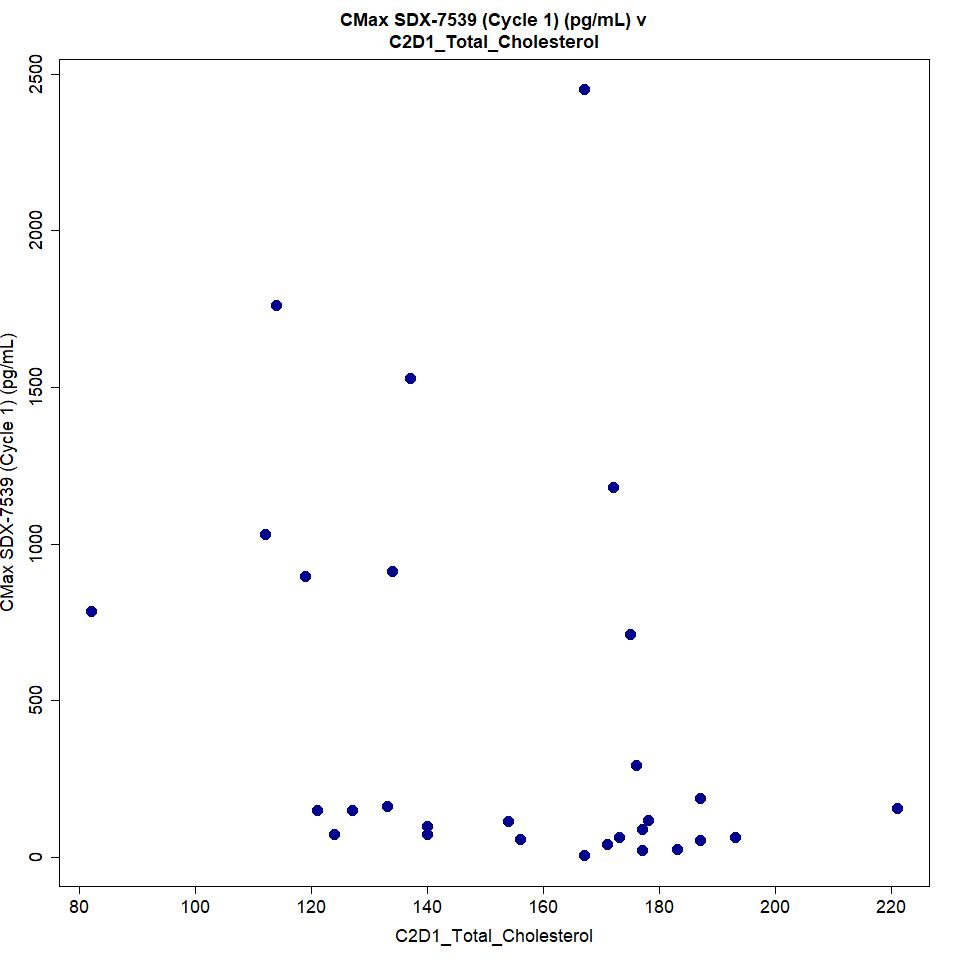 CMax SDX-7539 (Cycle 1) (pg/mL) v
C2D1_Total_Cholesterol
2500
2000
1500
1000
500
0
CMax SDX-7539 (Cycle 1) (pg/mL)
80 100 120 140 160 180 200 220
C2D1_Total_Cholesterol